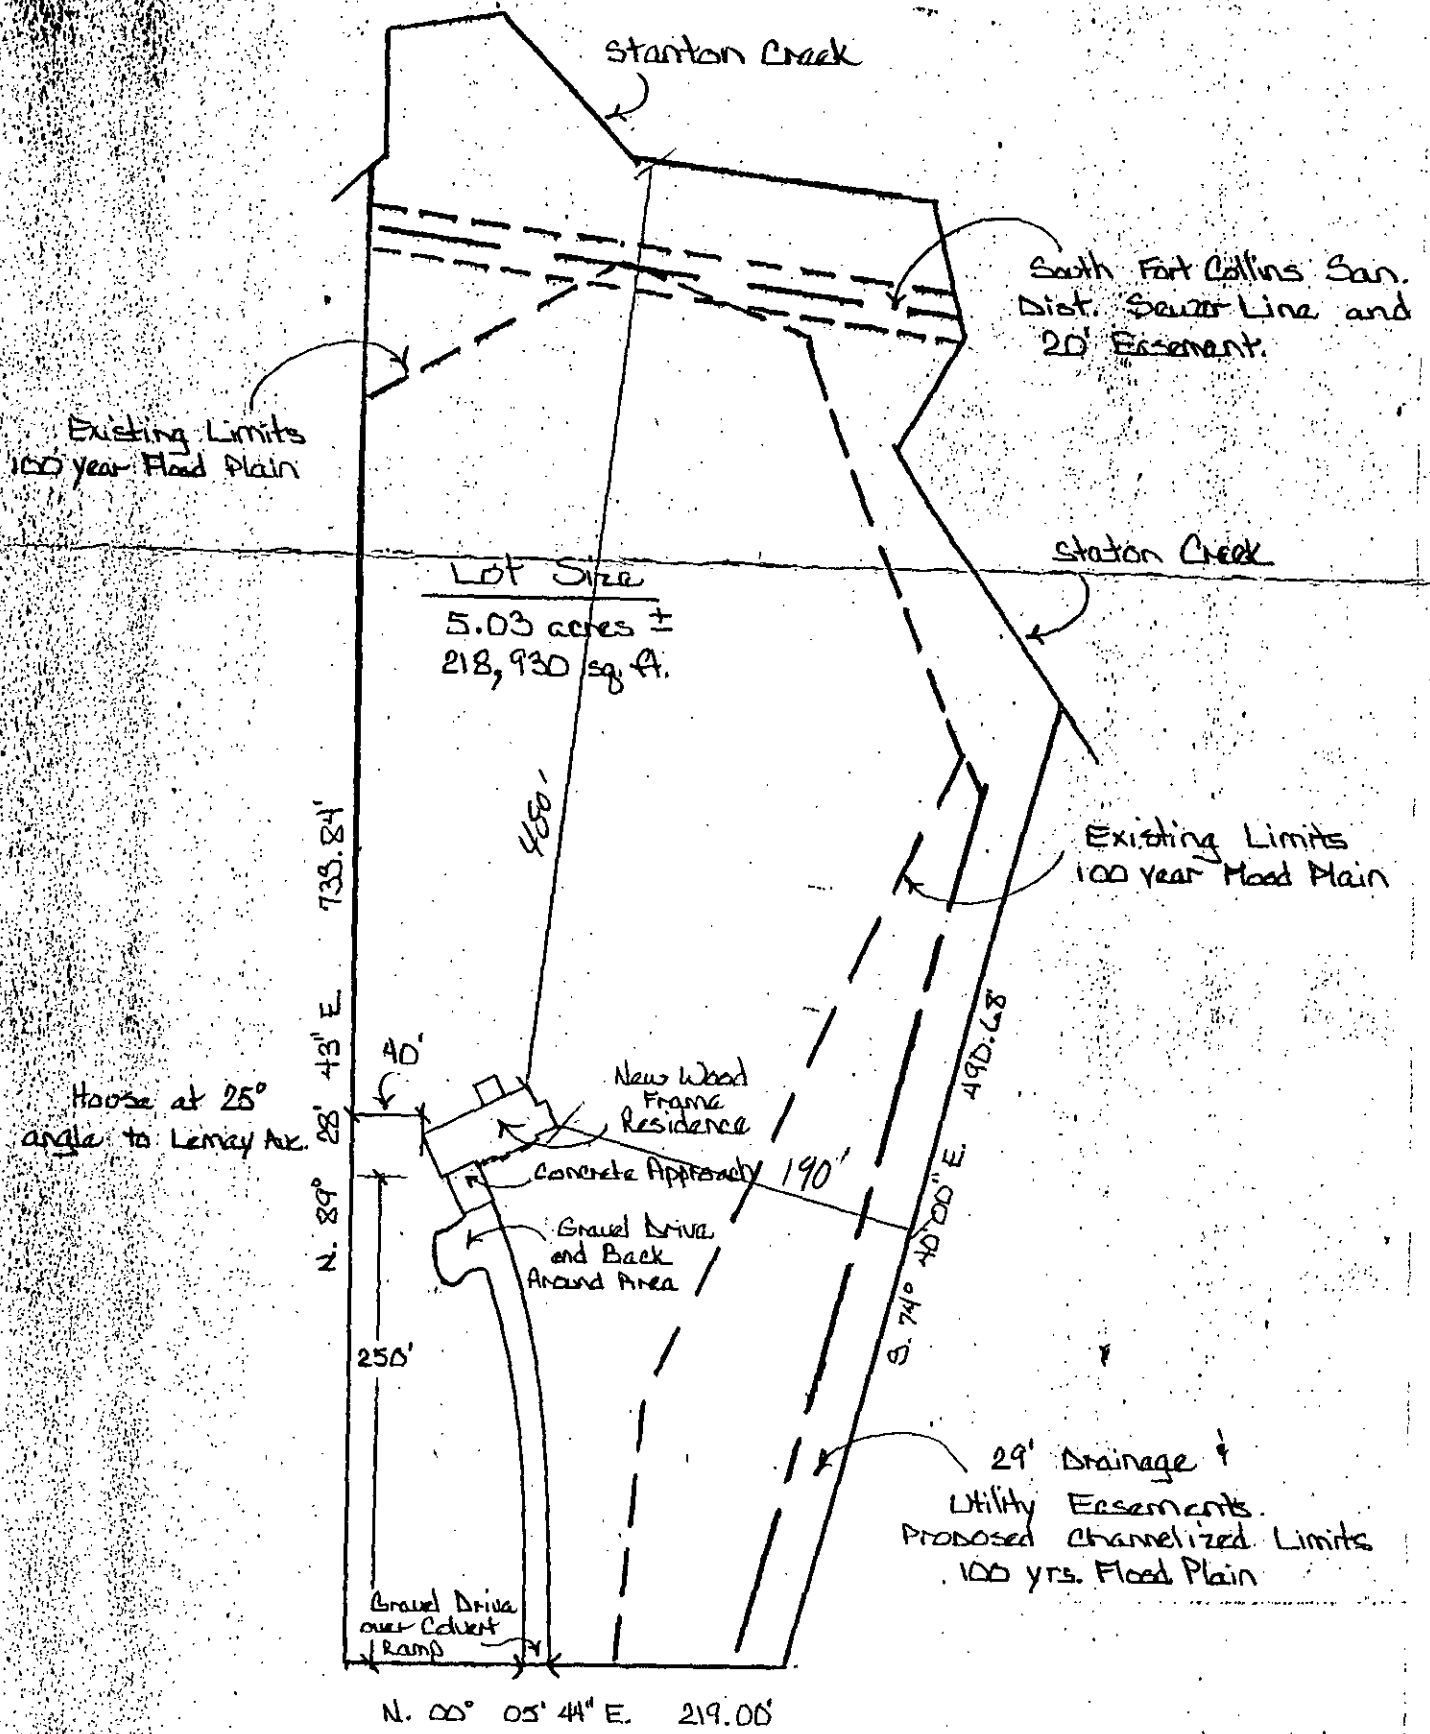 Stanton Creek
South Fort Collins San.
Dist. Sewer Line and
20' Easement.
Existing Limits
100 year Flood Plain
Staton Creek
Lot Size
5.03 acres ±
218,930 sq. ft.
450'
Existing Limits
100 year Flood Plain
N. 89° 28' 43" E. 733.84'
40'
House at 25°
angle to Lemay Ave.
New Wood
Frame
Residence
Concrete Approach
190'
S. 74° 40' 00" E. 490.68'
Gravel Drive
and Back
Around Area
250'
29' Drainage &
Utility Easements.
Proposed Channelized Limits
100 yrs. Flood Plain
Gravel Drive
over Colvert
Ramp
N. 00° 05' 44" E. 219.00'